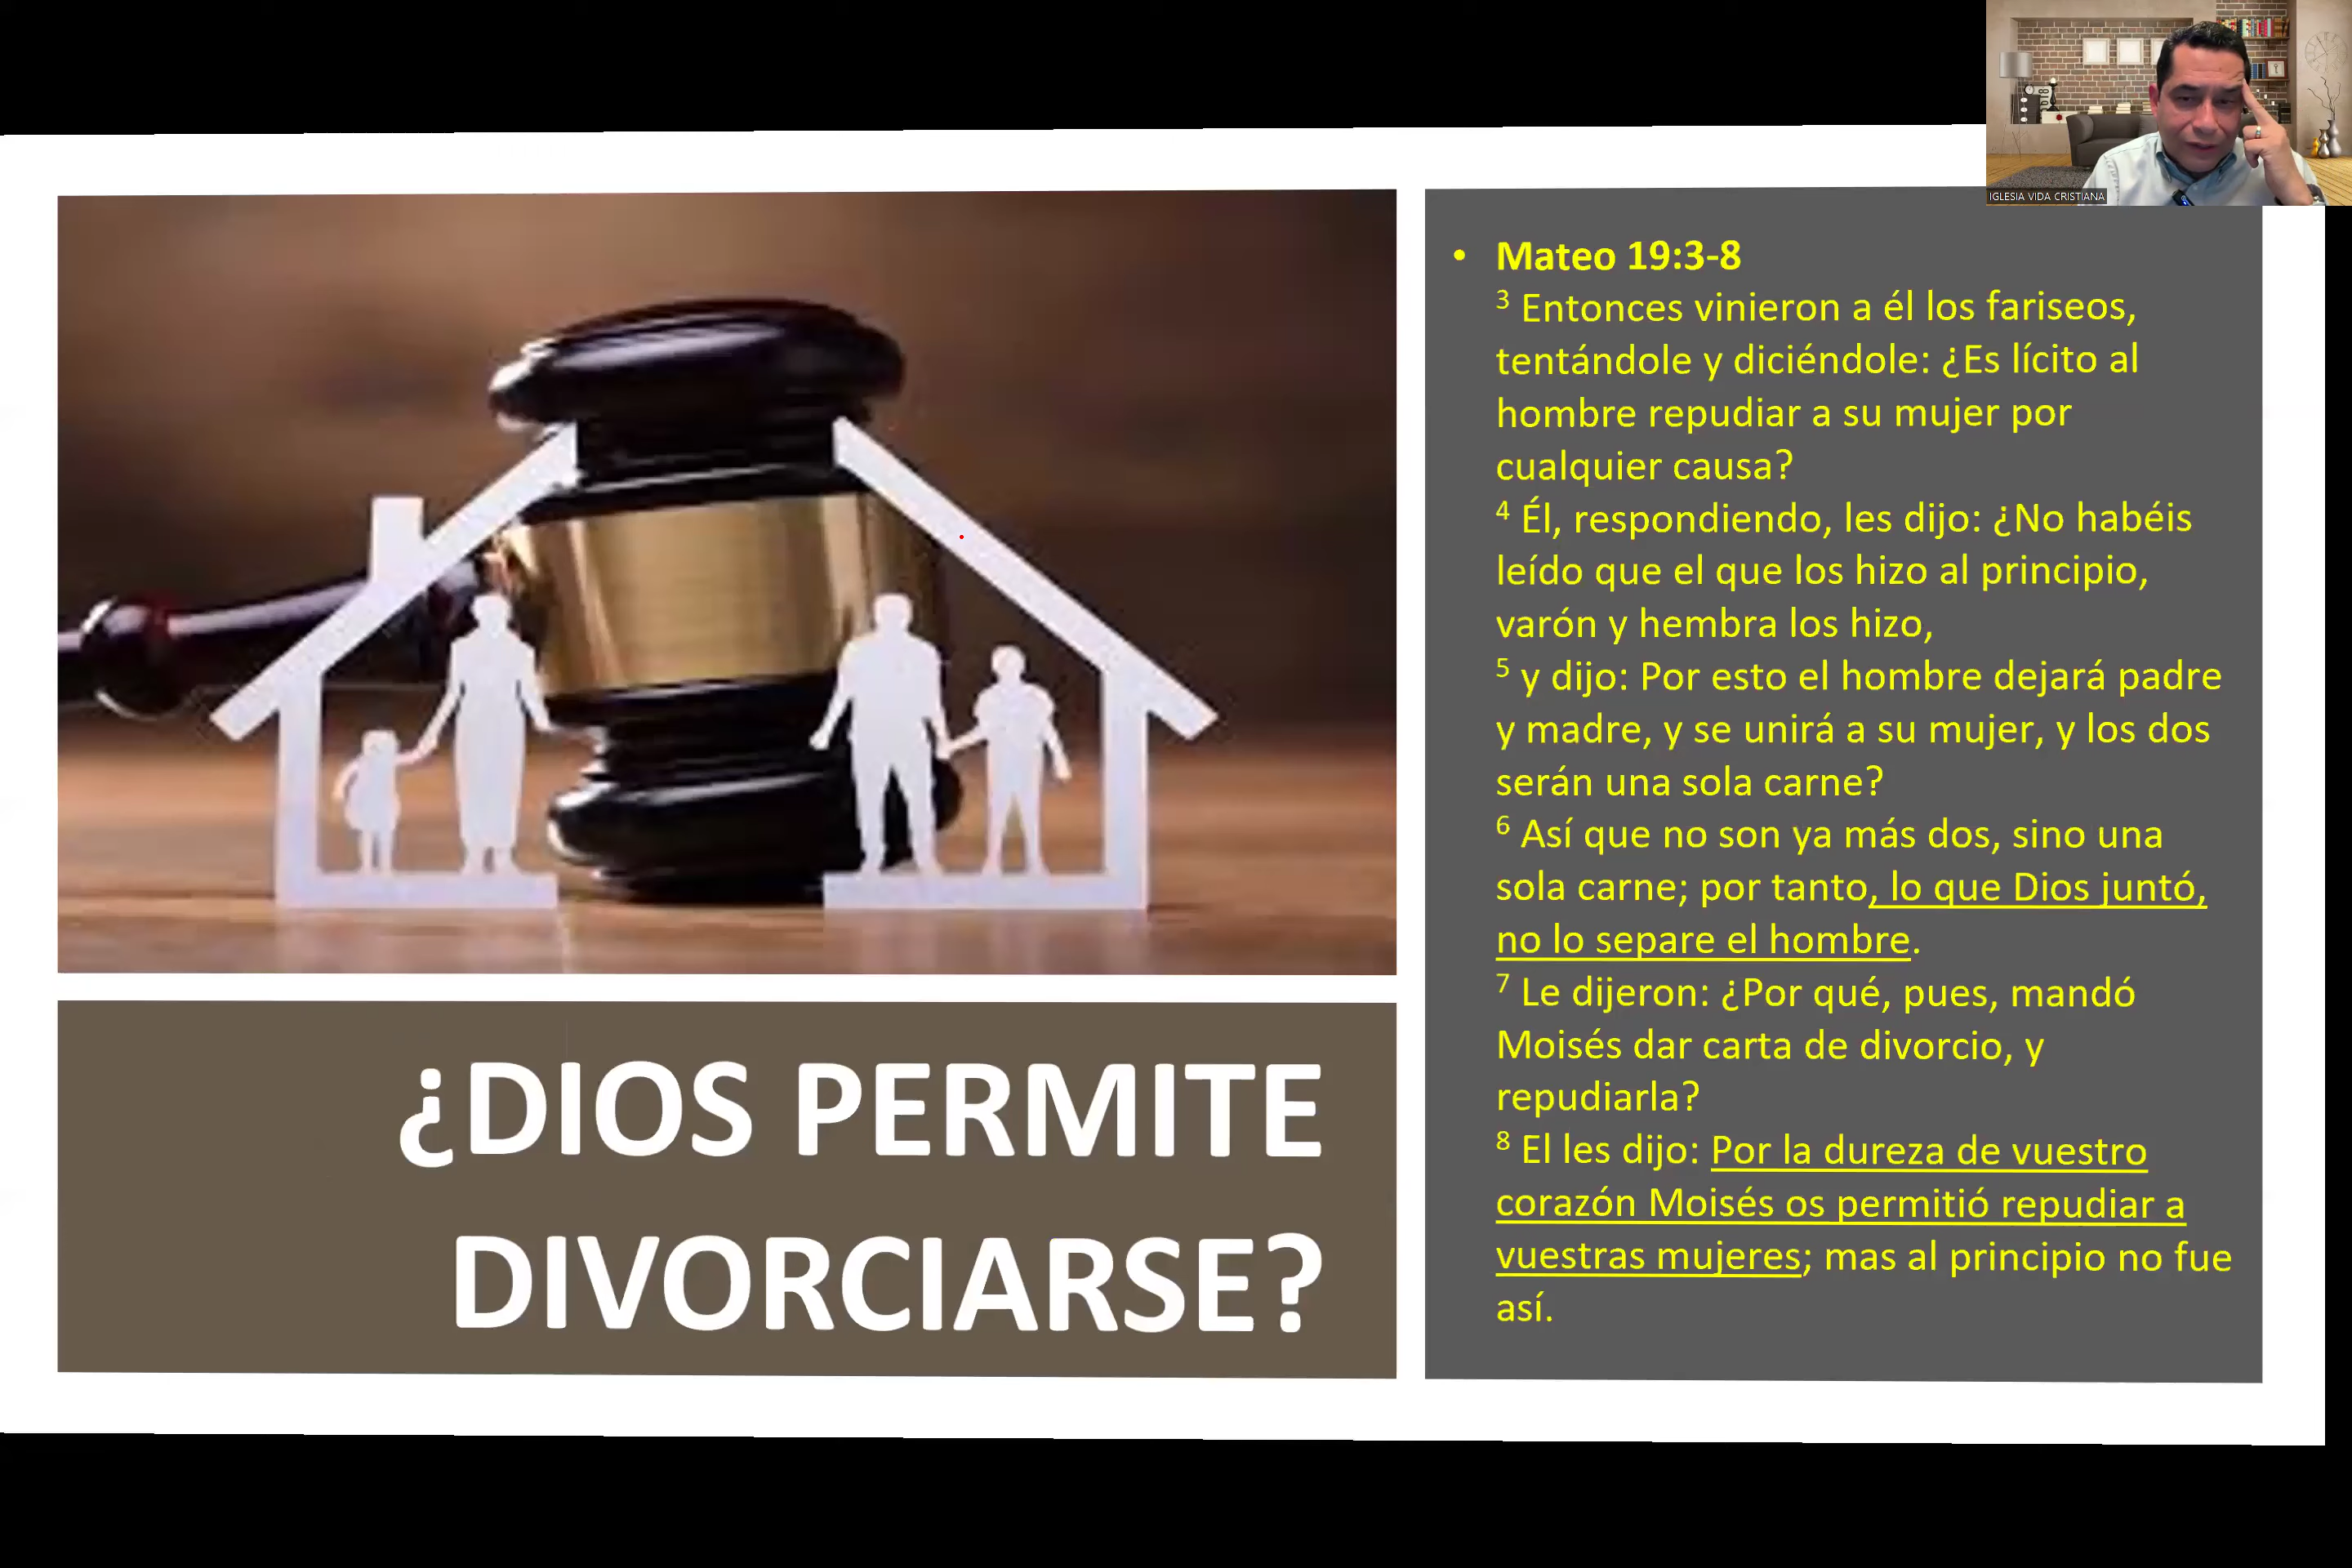 IGLESIA VIDA CRISTIANA
¿DIOS PERMITE
DIVORCIARSE?
• Mateo 19:3-8
3 Entonces vinieron a él los fariseos,
tentándole y diciéndole: ¿Es lícito al
hombre repudiar a su mujer por
cualquier causa?
4 Él, respondiendo, les dijo: ¿No habéis
leído que el que los hizo al principio,
varón y hembra los hizo,
5 y dijo: Por esto el hombre dejará padre
y madre, y se unirá a su mujer, y los dos
serán una sola carne?
6 Así que no son ya más dos, sino una
sola carne; por tanto, lo que Dios juntó,
no lo separe el hombre.
7 Le dijeron: ¿Por qué, pues, mandó
Moisés dar carta de divorcio, y
repudiarla?
8 El les dijo: Por la dureza de vuestro
corazón Moisés os permitió repudiar a
vuestras mujeres; mas al principio no fue
así.